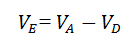 V_E = V_A − V_D